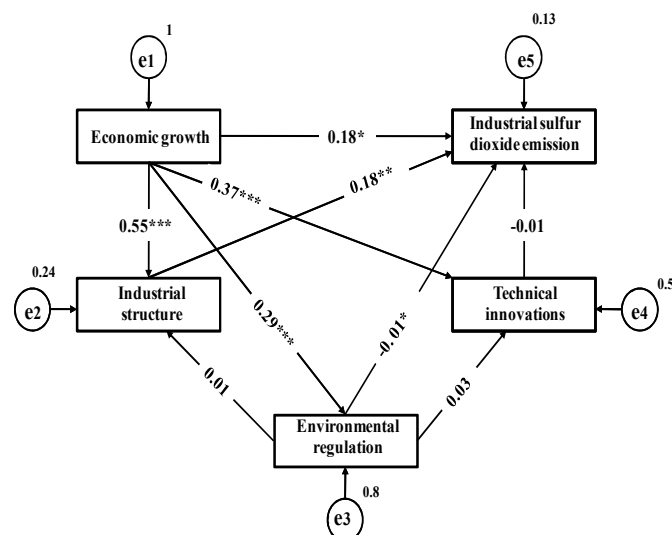 1
0.13
e1
e5
Economic growth
0.18*
Industrial sulfur
dioxide emission
0.37***
0.18**
0.55***
-0.01
0.24
0.5
e2
Industrial
structure
Technical
innovations
e4
0.29***
-0.01*
0.01
0.03
Environmental
regulation
0.8
e3